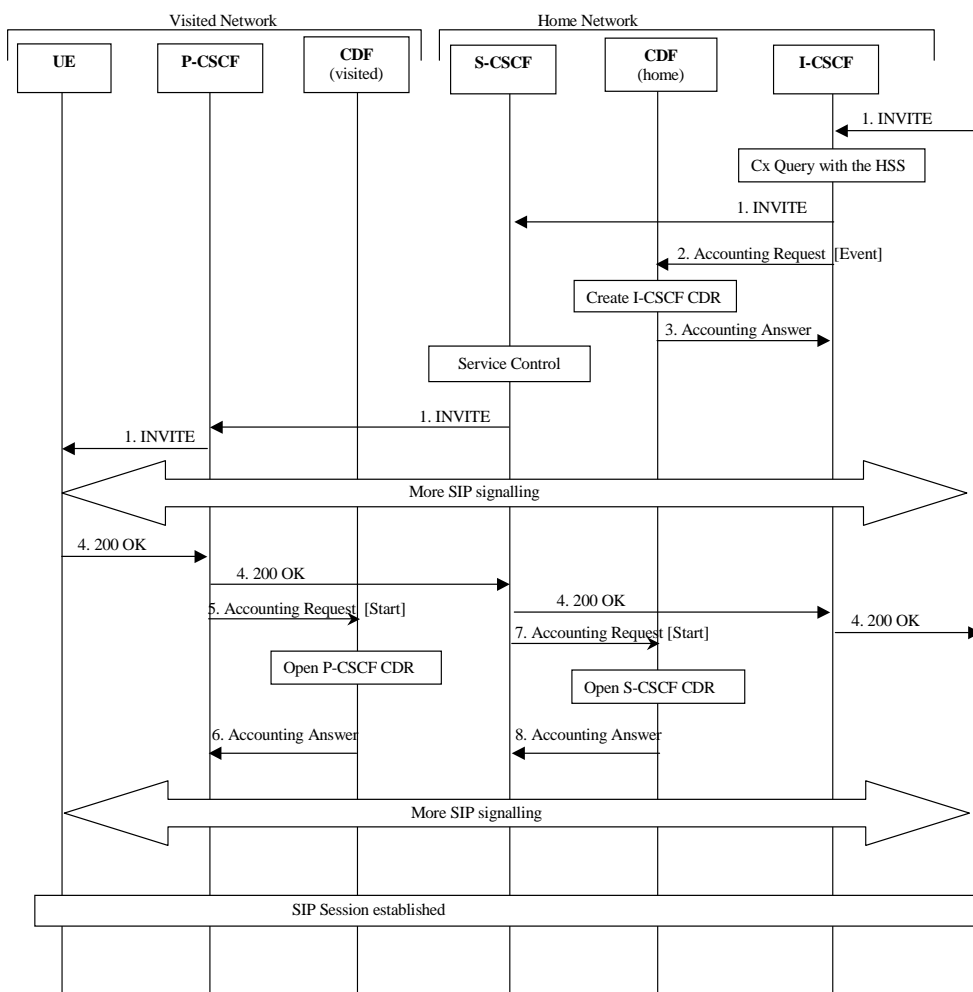 Visited Network
Home Network
UE
P-CSCF
CDF
(visited)
S-CSCF
CDF
(home)
I-CSCF
1. INVITE
Cx Query with the HSS
1. INVITE
2. Accounting Request [Event]
Create I-CSCF CDR
3. Accounting Answer
Service Control
1. INVITE
1. INVITE
More SIP signalling
4. 200 OK
4. 200 OK
4. 200 OK
5. Accounting Request [Start]
4. 200 OK
7. Accounting Request [Start]
Open P-CSCF CDR
Open S-CSCF CDR
6. Accounting Answer
8. Accounting Answer
More SIP signalling
SIP Session established